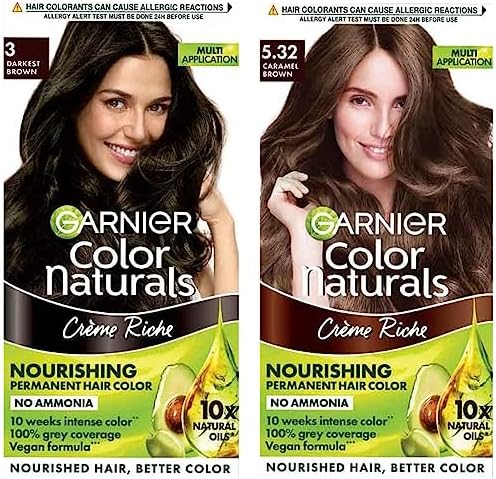 HAIR COLORANTS CAN CAUSE ALLERGIC REACTIONS
ALLERGY ALERT TEST MUST BE DONE 24H BEFORE USE
3
DARKEST
BROWN
MULTI
APPLICATION
GARNIER
Color
Naturals
Crème Riche
NOURISHING
PERMANENT HAIR COLOR
NO AMMONIA
10 weeks intense color**
100% grey coverage
Vegan formula***
10x
NATURAL
OILS*
NOURISHED HAIR, BETTER COLOR
HAIR COLORANTS CAN CAUSE ALLERGIC REACTIONS
ALLERGY ALERT TEST MUST BE DONE 24H BEFORE USE
5.32
CARAMEL
BROWN
MULTI
APPLICATION
GARNIER
Color
Naturals
Crème Riche
NOURISHING
PERMANENT HAIR COLOR
NO AMMONIA
10 weeks intense color**
100% grey coverage
Vegan formula***
10x
NATURAL
OILS*
NOURISHED HAIR, BETTER COLOR